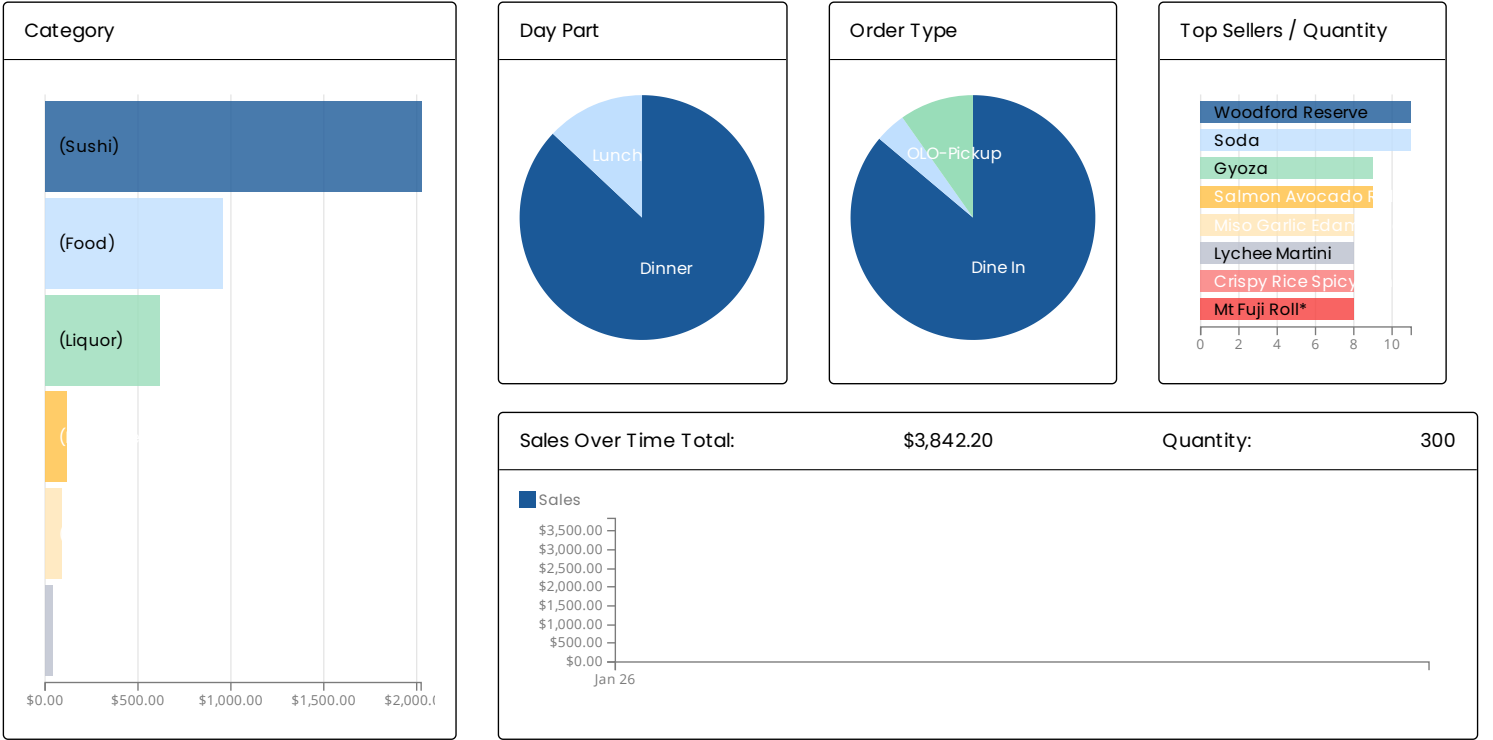 Category
(Sushi)
(Food)
(Liquor)
(
$0.00 $500.00 $1,000.00 $1,500.00 $2,000.(
Day Part
Lunch
Dinner
Order Type
OLO-Pickup
Dine In
Top Sellers / Quantity
Woodford Reserve
Soda
Gyoza
Salmon Avocado R
Miso Garlic Edam
Lychee Martini
Crispy Rice Spicy
Mt Fuji Roll*
0 2 4 6 8 10
Sales Over Time Total: $3,842.20 Quantity: 300
Sales
$3,500.00
$3,000.00
$2,500.00
$2,000.00
$1,500.00
$1,000.00
$500.00
$0.00
Jan 26